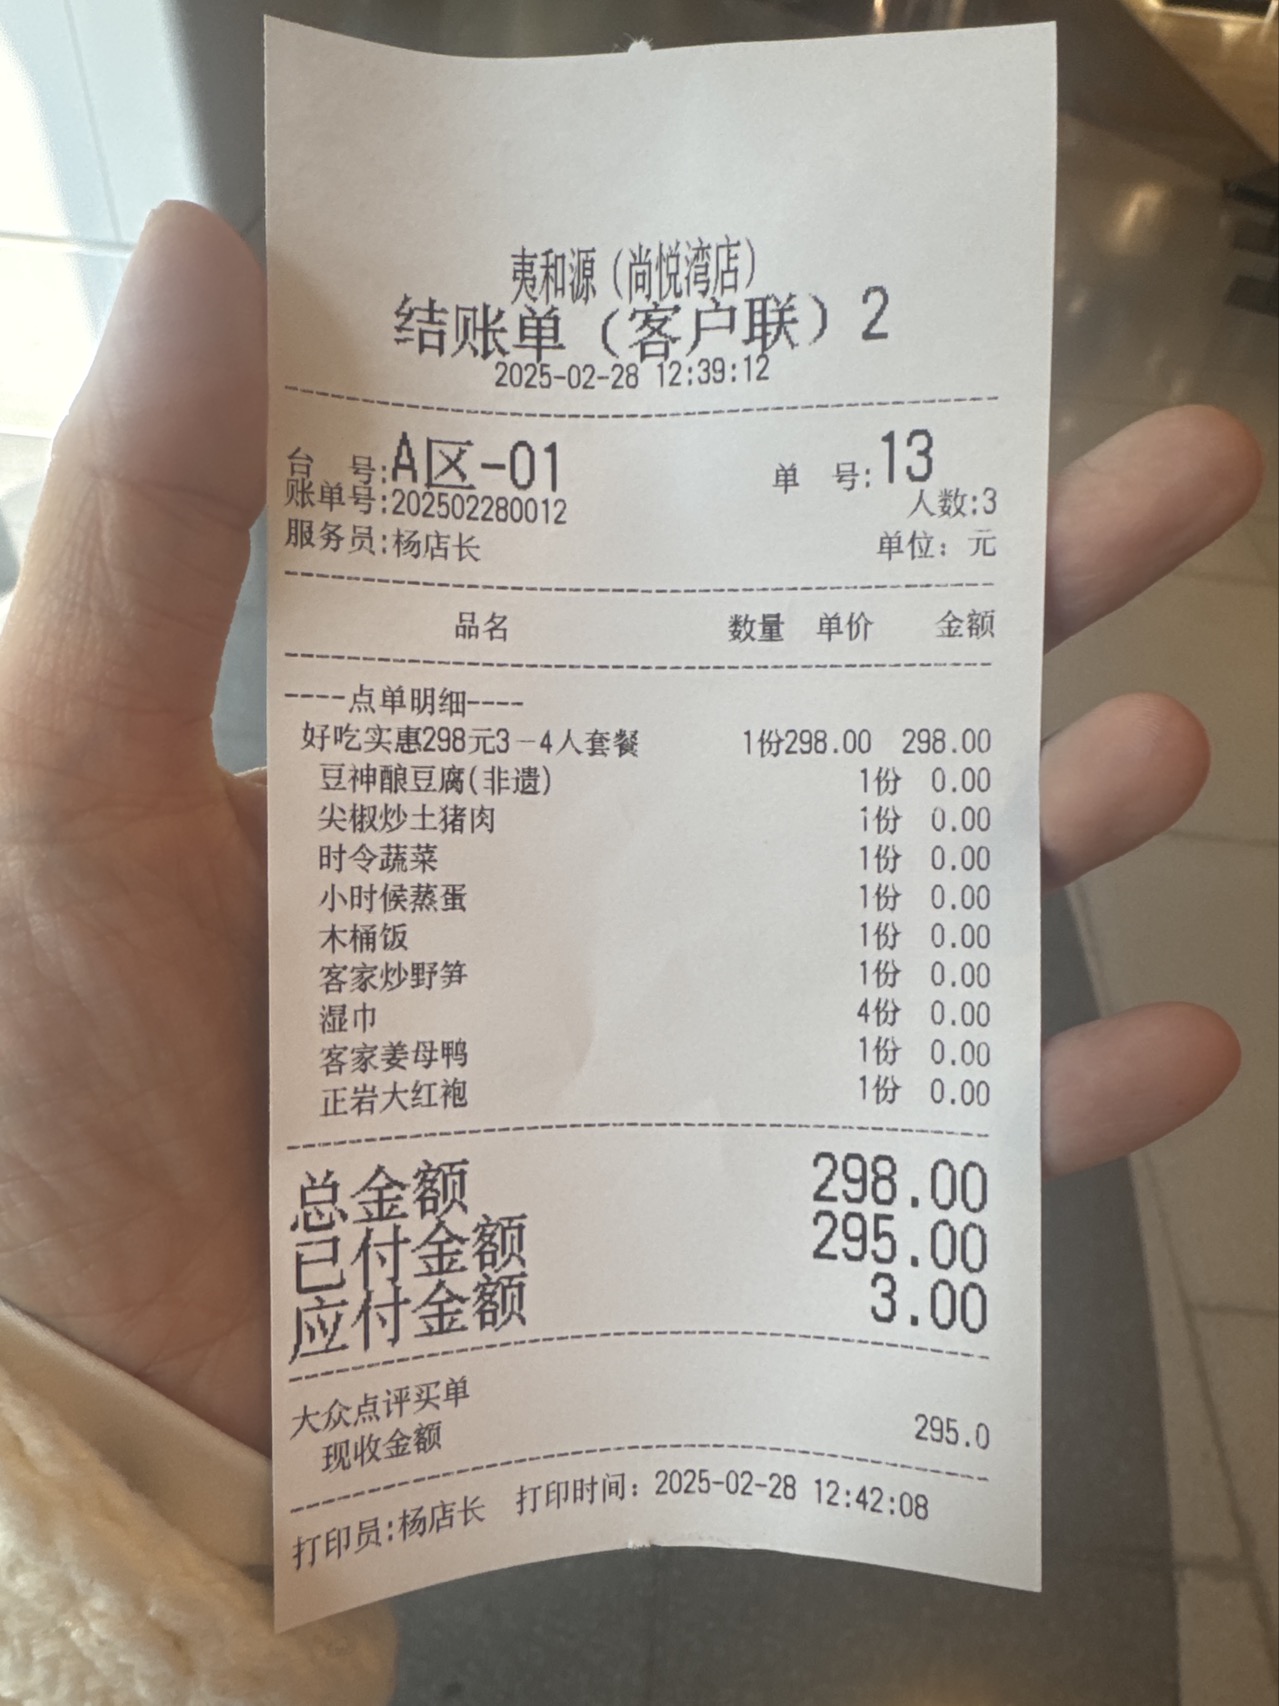 夷和源（尚悦湾店）
结账单（客户联）2
2025-02-28 12:39:12
台 号:A区-01 单 号:13
账单号:202502280012 人数:3
服务员:杨店长 单位：元
品名 数量 单价 金额
----点单明细----
好吃实惠298元3－4人套餐 1份298.00 298.00
豆神酿豆腐(非遗) 1份 0.00
尖椒炒土猪肉 1份 0.00
时令蔬菜 1份 0.00
小时候蒸蛋 1份 0.00
木桶饭 1份 0.00
客家炒野笋 1份 0.00
湿巾 4份 0.00
客家姜母鸭 1份 0.00
正岩大红袍 1份 0.00
总金额 298.00
已付金额 295.00
应付金额 3.00
大众点评买单
现收金额 295.0
打印员:杨店长 打印时间：2025-02-28 12:42:08